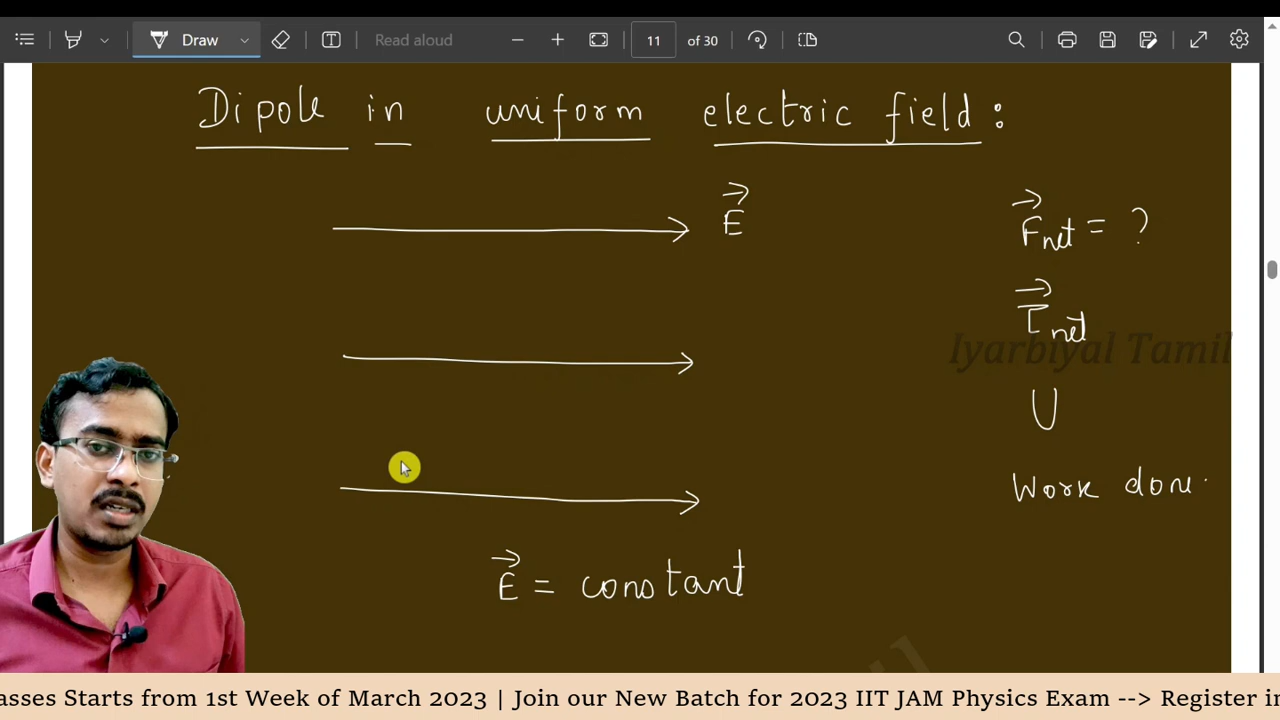 Draw
Read aloud
11
of 30
Dipole in uniform electric field:
E
Fnet = ?
τnet
Iyarbiyal Tamil
U
Work done.
E = constant
asses Starts from 1st Week of March 2023 | Join our New Batch for 2023 IIT JAM Physics Exam --> Register in